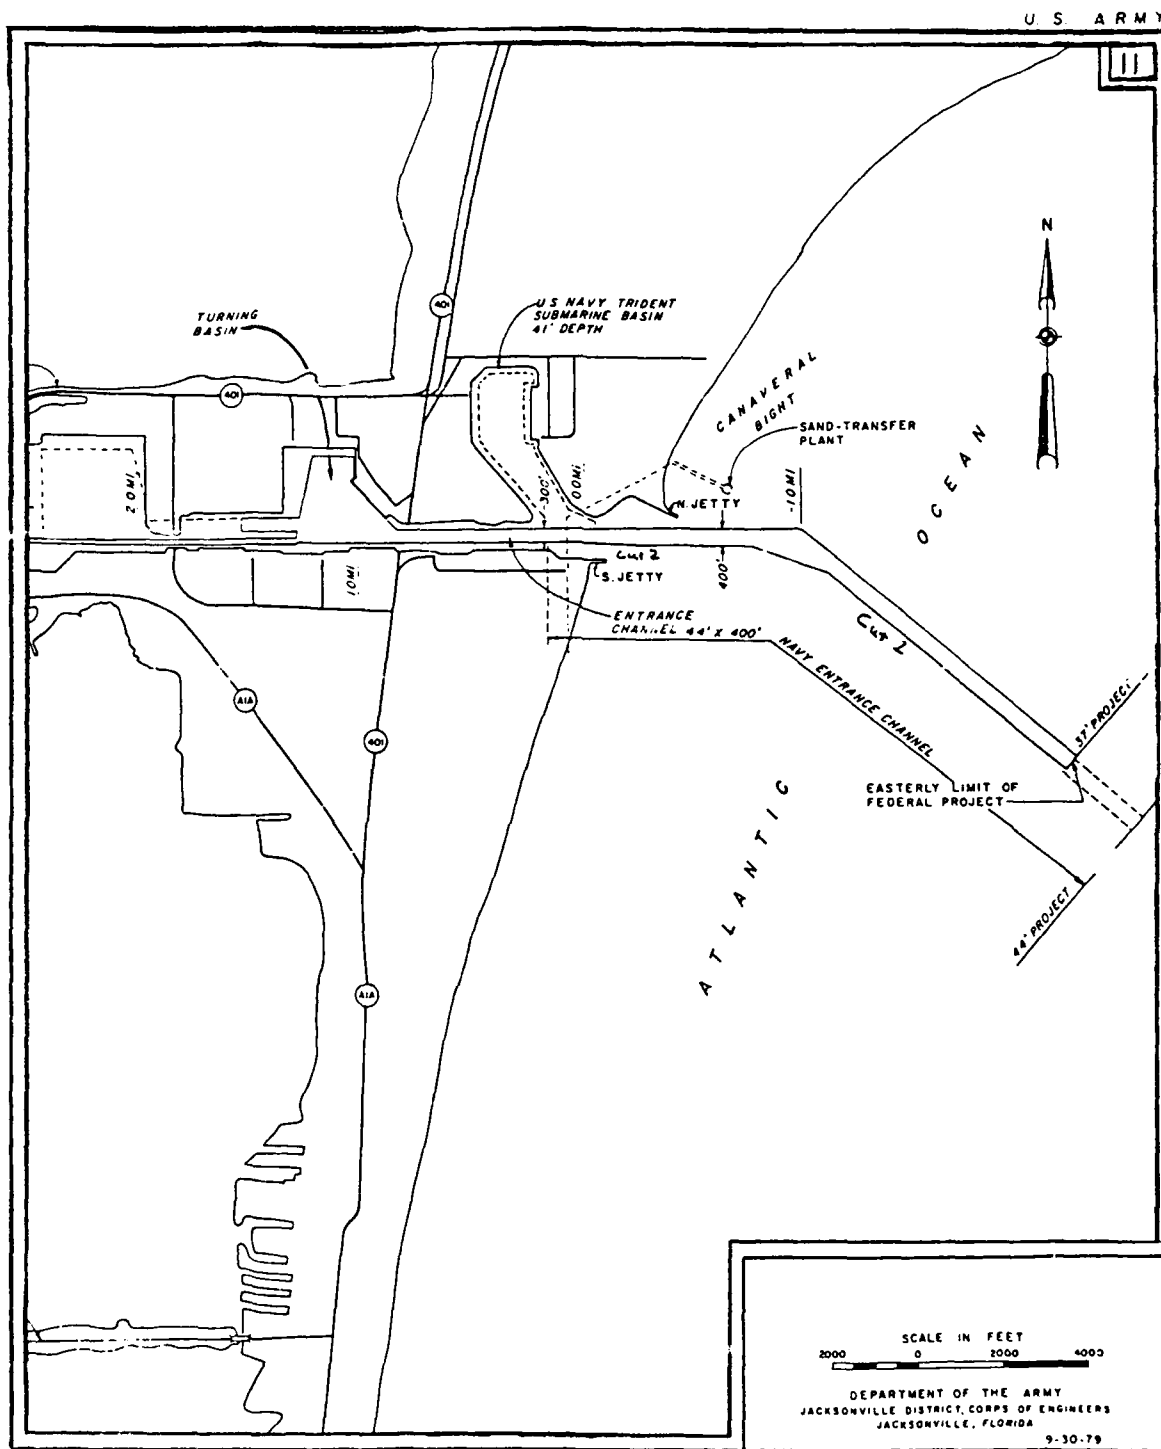 U. S. ARMY
11
N
401
TURNING
BASIN
U S NAVY TRIDENT
SUBMARINE BASIN
41' DEPTH
401
CANAVERAL
BIGHT
SAND-TRANSFER
PLANT
OCEAN
2.0 MI
300'
0.0 MI
-1.0 MI
N. JETTY
Cut 2
400'
1.0 MI
S. JETTY
ENTRANCE
CHANNEL 44' X 400'
Cut 1
NAVY ENTRANCE CHANNEL
A1A
401
37' PROJECT
EASTERLY LIMIT OF
FEDERAL PROJECT
ATLANTIC
44' PROJECT
A1A
SCALE IN FEET
2000 0 2000 4000
DEPARTMENT OF THE ARMY
JACKSONVILLE DISTRICT, CORPS OF ENGINEERS
JACKSONVILLE, FLORIDA
9-30-79